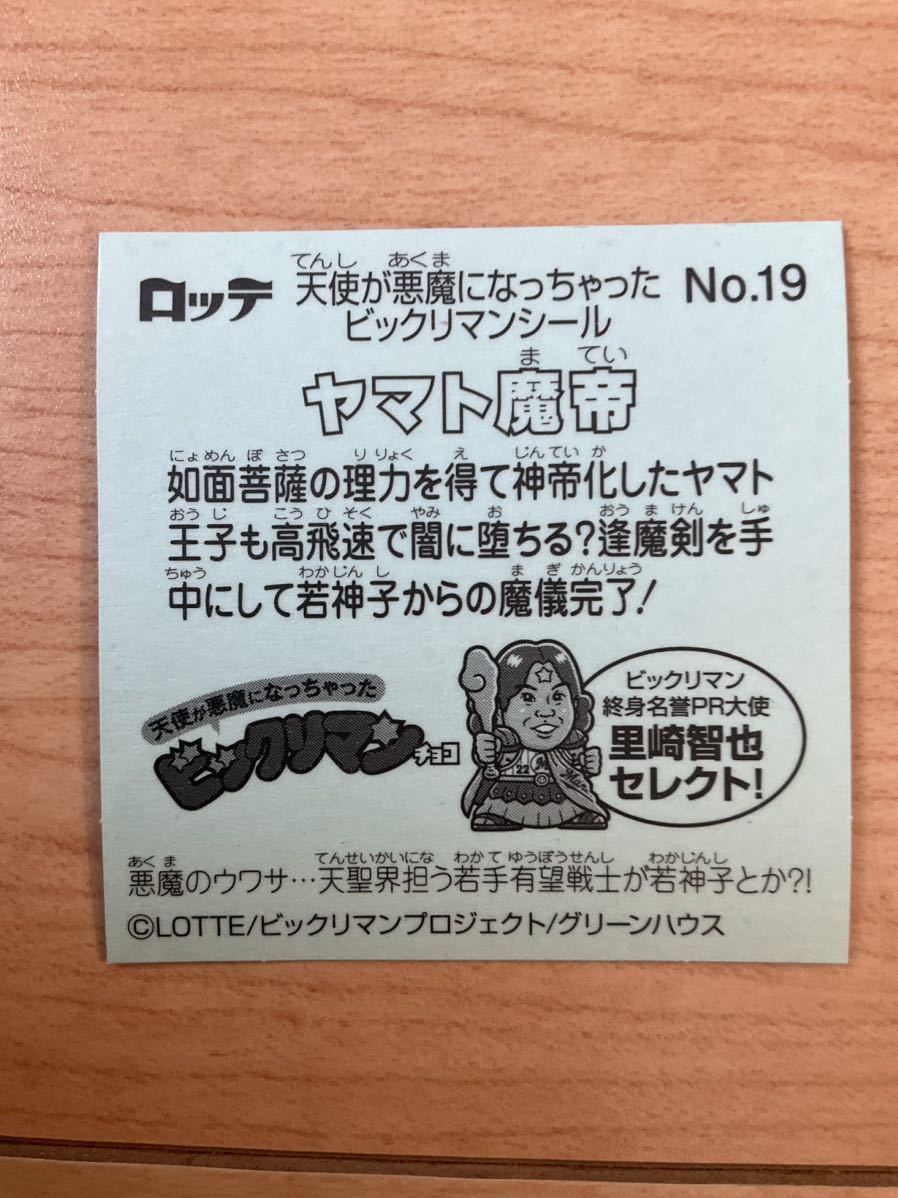 てんし あくま
ロッテ 天使が悪魔になっちゃった No.19
ビックリマンシール
ま てい
ヤマト魔帝
にょめん ぼ さつ り りょく え じんてい か
如面菩薩の理力を得て神帝化したヤマト
おう じ こう ひ そく やみ お おう ま けん しゅ
王子も高飛速で闇に堕ちる?逢魔剣を手
ちゅう わかじん し ま ぎ かんりょう
中にして若神子からの魔儀完了!
天使が悪魔になっちゃった
ビックリマン
チョコ
22
ビックリマン
終身名誉PR大使
里崎智也
セレクト!
あく ま てんせいかいにな わか て ゆうぼうせんし わかじんし
悪魔のウワサ…天聖界担う若手有望戦士が若神子とか?!
©LOTTE/ビックリマンプロジェクト/グリーンハウス